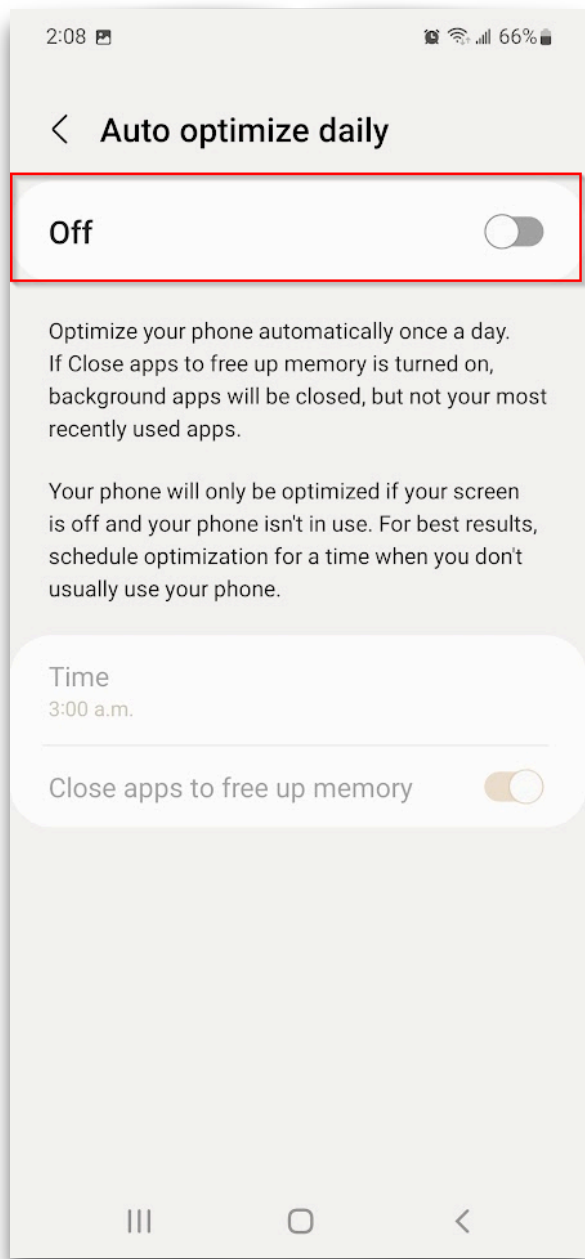 2:08 66%
Auto optimize daily
Off
Optimize your phone automatically once a day.
If Close apps to free up memory is turned on,
background apps will be closed, but not your most
recently used apps.
Your phone will only be optimized if your screen
is off and your phone isn't in use. For best results,
schedule optimization for a time when you don't
usually use your phone.
Time
3:00 a.m.
Close apps to free up memory